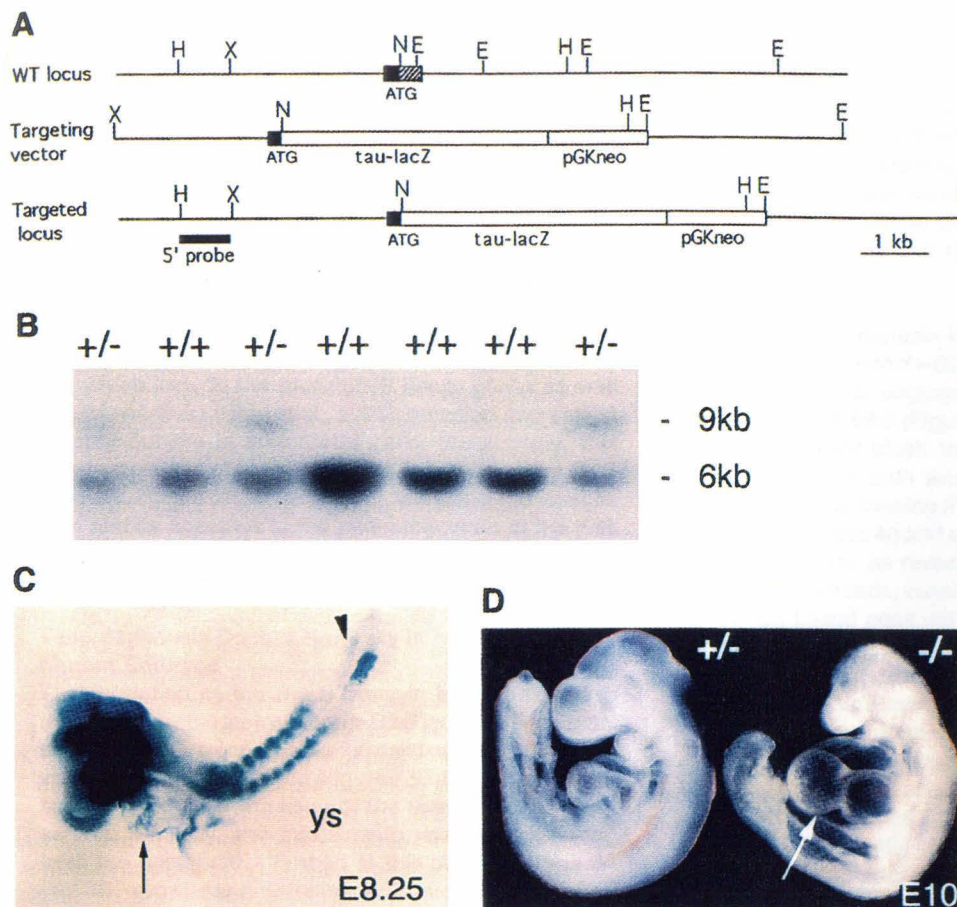 A
H X N E E H E E
WT locus
ATG
X N H E E
Targeting
vector
ATG tau-lacZ pGKneo
H X N H E
Targeted
locus
ATG tau-lacZ pGKneo
5' probe
1 kb
B
+/- +/+ +/- +/+ +/+ +/+ +/-
- 9kb
- 6kb
C
ys
E8.25
D
+/- -/-
E10